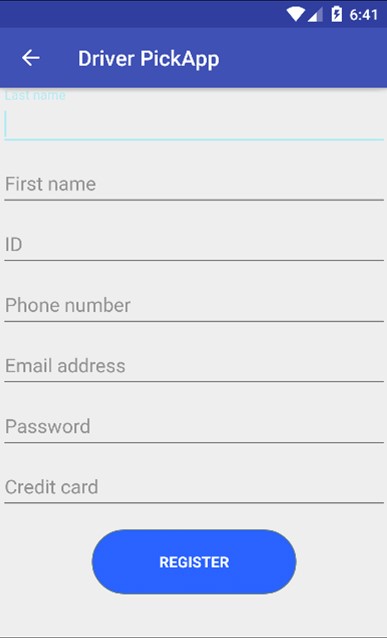 6:41
Driver PickApp
Last name
First name
ID
Phone number
Email address
Password
Credit card
REGISTER